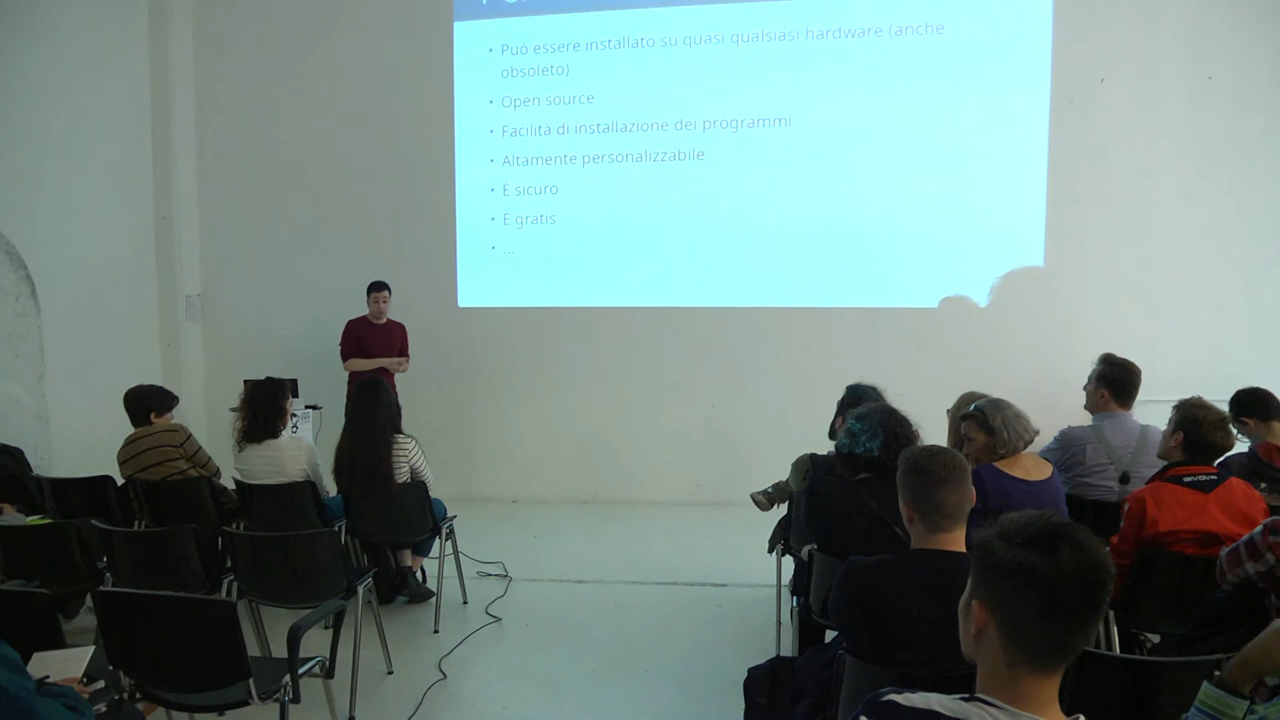 • Può essere installato su quasi qualsiasi hardware (anche
obsoleto)
• Open source
• Facilità di installazione dei programmi
• Altamente personalizzabile
• È sicuro
• È gratis
• ...
GIVOVA